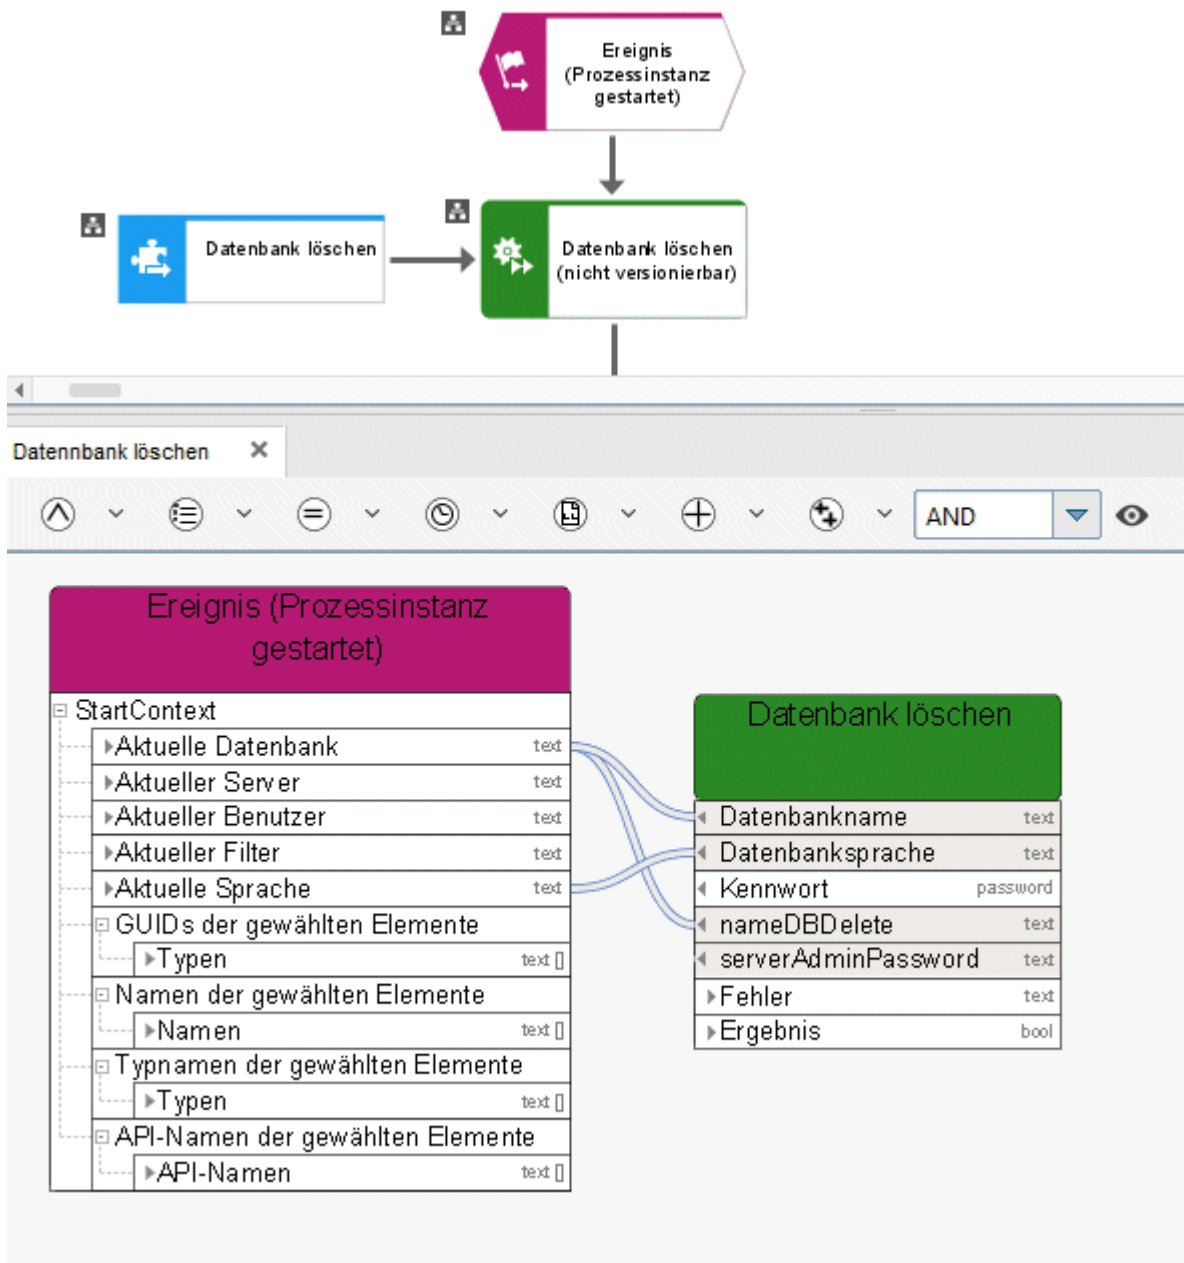 Ereignis
(Prozessinstanz
gestartet)
Datenbank löschen
Datenbank löschen
(nicht versionierbar)
Datennbank löschen
AND
Ereignis (Prozessinstanz
gestartet)
StartContext
Aktuelle Datenbank text
Aktueller Server text
Aktueller Benutzer text
Aktueller Filter text
Aktuelle Sprache text
GUIDs der gewählten Elemente
Typen text []
Namen der gewählten Elemente
Namen text []
Typnamen der gewählten Elemente
Typen text []
API-Namen der gewählten Elemente
API-Namen text []
Datenbank löschen
Datenbankname text
Datenbanksprache text
Kennwort password
nameDBDelete text
serverAdminPassword text
Fehler text
Ergebnis bool